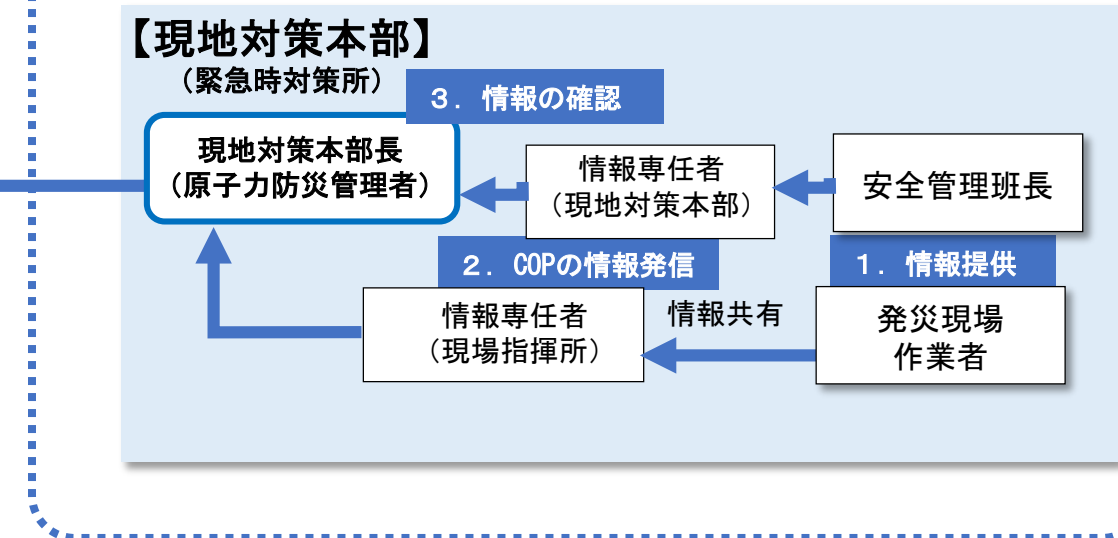 【現地対策本部】
（緊急時対策所）
３．情報の確認
現地対策本部長
（原子力防災管理者）
情報専任者
（現地対策本部）
安全管理班長
２．COPの情報発信
１．情報提供
情報専任者
（現場指揮所）
情報共有
発災現場
作業者